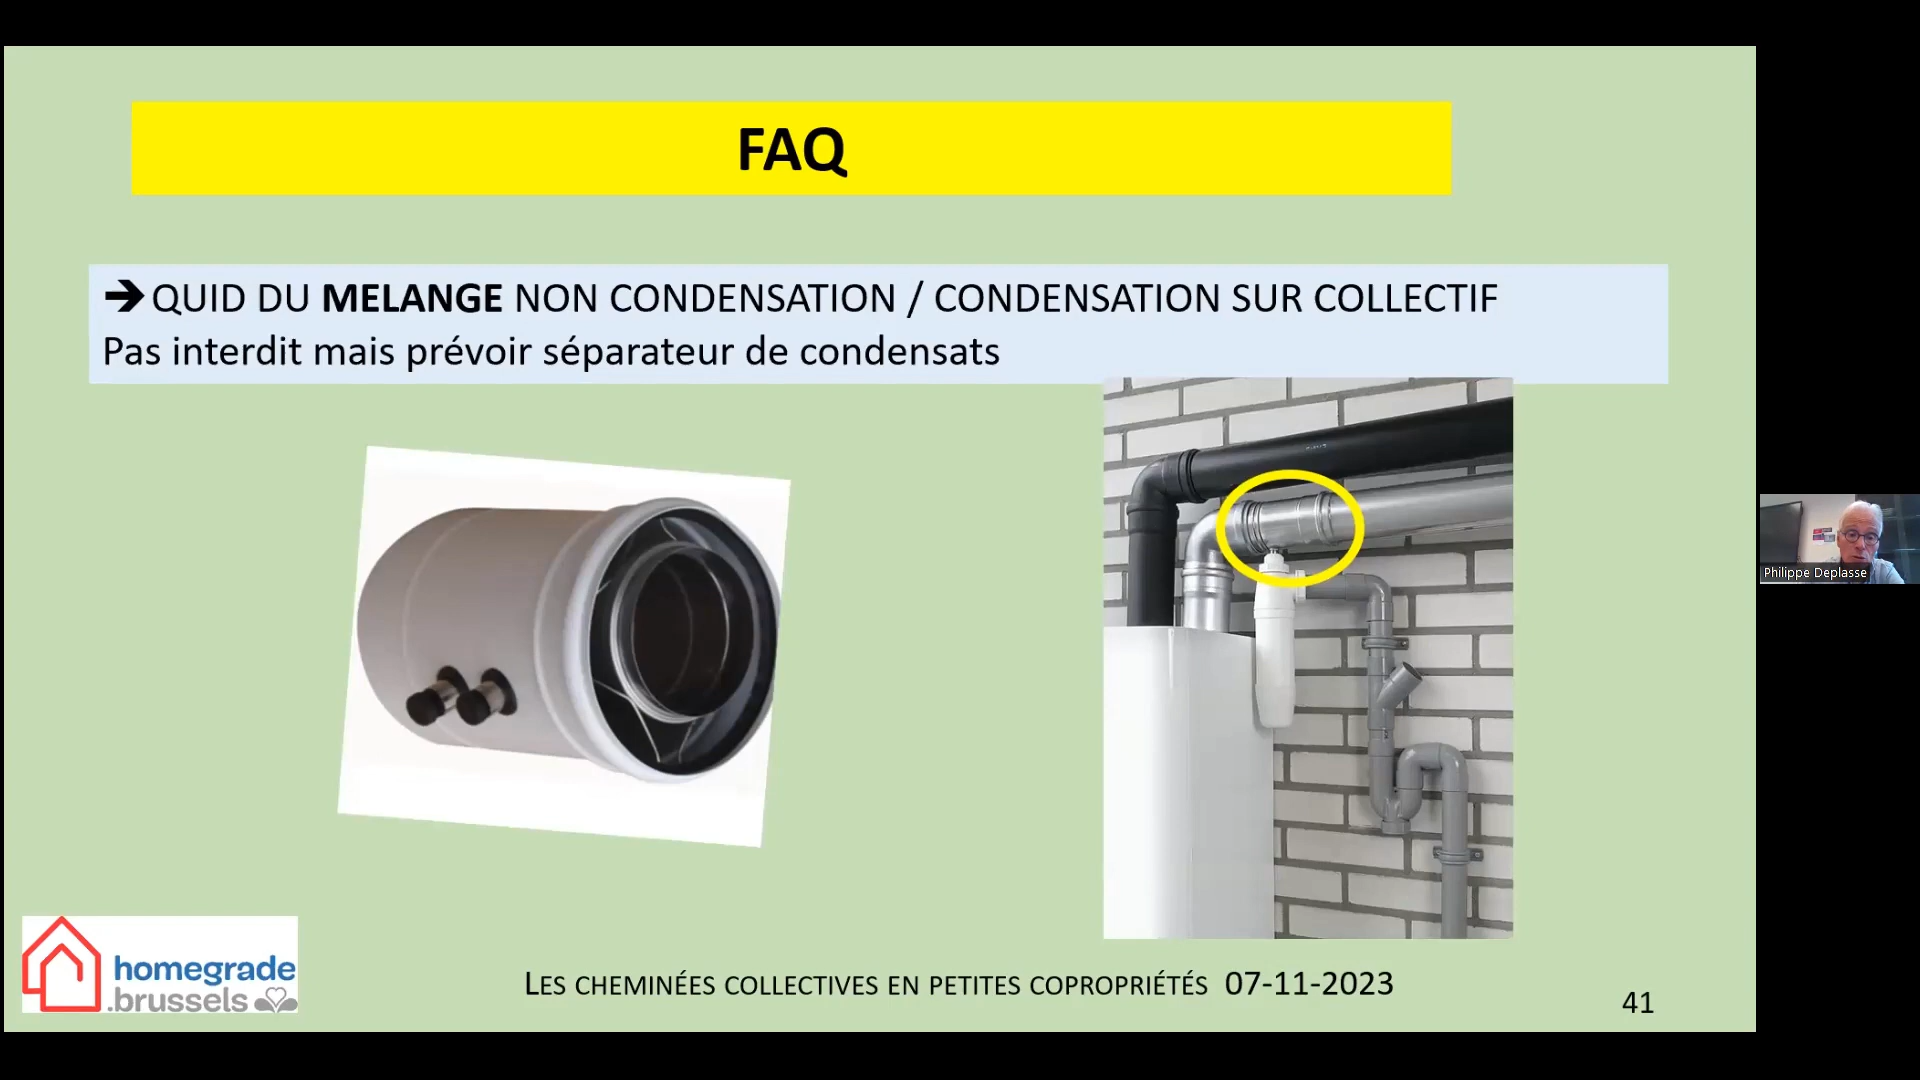 FAQ
➔QUID DU MELANGE NON CONDENSATION / CONDENSATION SUR COLLECTIF
Pas interdit mais prévoir séparateur de condensats
Philippe Deplasse
homegrade
.brussels
LES CHEMINÉES COLLECTIVES EN PETITES COPROPRIÉTÉS 07-11-2023
41